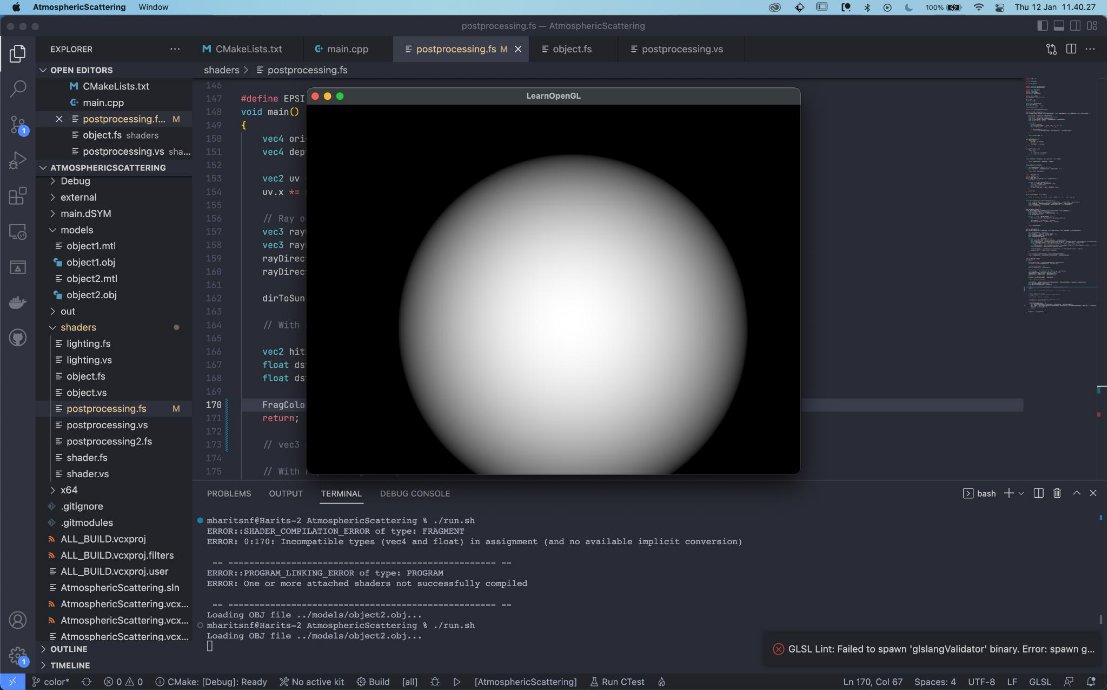 AtmosphericScattering Window 100% Thu 12 Jan 11.40.27
postprocessing.fs — AtmosphericScattering
EXPLORER
CMakeLists.txt main.cpp postprocessing.fs M object.fs postprocessing.vs
shaders > postprocessing.fs
OPEN EDITORS
CMakeLists.txt
main.cpp
postprocessing.f... M
object.fs shaders
postprocessing.vs sha...
ATMOSPHERICSCATTERING
Debug
external
main.dSYM
models
object1.mtl
object1.obj
object2.mtl
object2.obj
out
shaders
lighting.fs
lighting.vs
object.fs
object.vs
postprocessing.fs M
postprocessing.vs
postprocessing2.fs
shader.fs
shader.vs
x64
.gitignore
.gitmodules
ALL_BUILD.vcxproj
ALL_BUILD.vcxproj.filters
ALL_BUILD.vcxproj.user
AtmosphericScattering.sln
AtmosphericScattering.vcx...
AtmosphericScattering.vcx...
AtmosphericScattering.vcx...
OUTLINE
TIMELINE
146
147 #define EPSI
148 void main()
149 {
150 vec4 ori
151 vec4 dep
152
153 vec2 uv
154 uv.x *=
155
156 // Ray o
157 vec3 ray
158 vec3 ray
159 rayDirec
160 rayDirec
161
162 dirToSun
163
164 // With
165
166 vec2 hit
167 float ds
168 float ds
169
170 FragColo
171 return;
172
173 // vec3
174
175 // With
LearnOpenGL
PROBLEMS OUTPUT TERMINAL DEBUG CONSOLE bash
mharitsnf@Harits-2 AtmosphericScattering % ./run.sh
ERROR::SHADER_COMPILATION_ERROR of type: FRAGMENT
ERROR: 0:170: Incompatible types (vec4 and float) in assignment (and no available implicit conversion)
-- --------------------------------------------------- --
ERROR::PROGRAM_LINKING_ERROR of type: PROGRAM
ERROR: One or more attached shaders not successfully compiled
-- --------------------------------------------------- --
Loading OBJ file ../models/object2.obj...
mharitsnf@Harits-2 AtmosphericScattering % ./run.sh
Loading OBJ file ../models/object2.obj...
GLSL Lint: Failed to spawn 'glslangValidator' binary. Error: spawn g...
color* 0 0 CMake: [Debug]: Ready No active kit Build [all] [AtmosphericScattering] Run CTest Ln 170, Col 67 Spaces: 4 UTF-8 LF GLSL